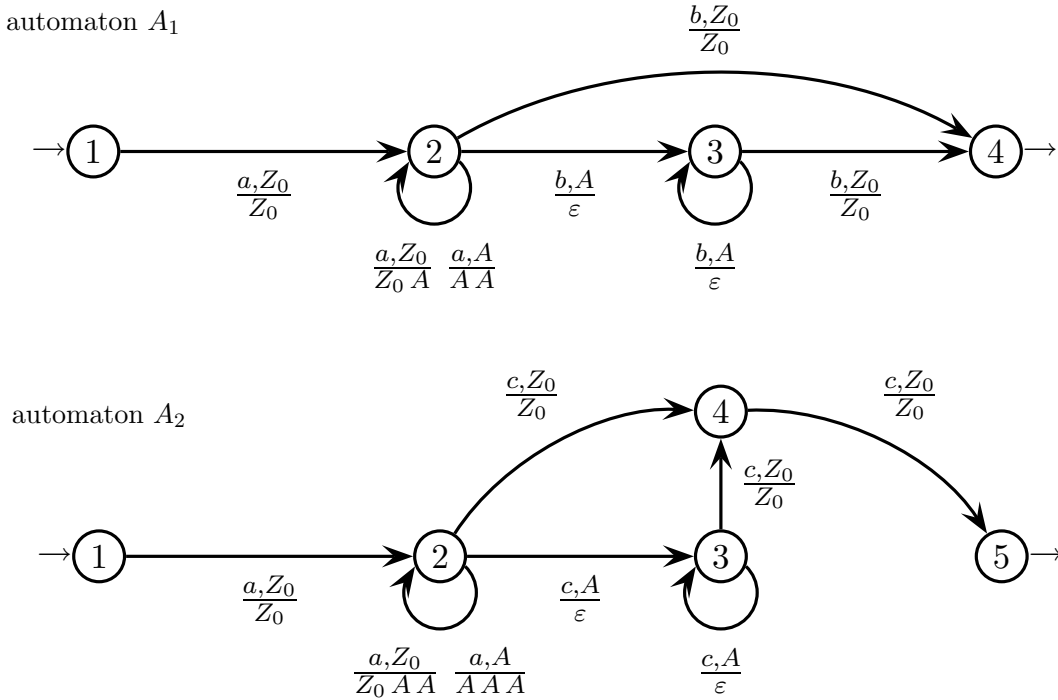 automaton A₁
b,Z₀
Z₀
→ 1 2 3 4 →
a,Z₀ b,A b,Z₀
Z₀ ε Z₀
a,Z₀ a,A b,A
Z₀ A A A ε
automaton A₂
c,Z₀ c,Z₀
Z₀ Z₀
4
c,Z₀
Z₀
→ 1 2 3 5 →
a,Z₀ c,A
Z₀ ε
a,Z₀ a,A c,A
Z₀ A A A A A ε